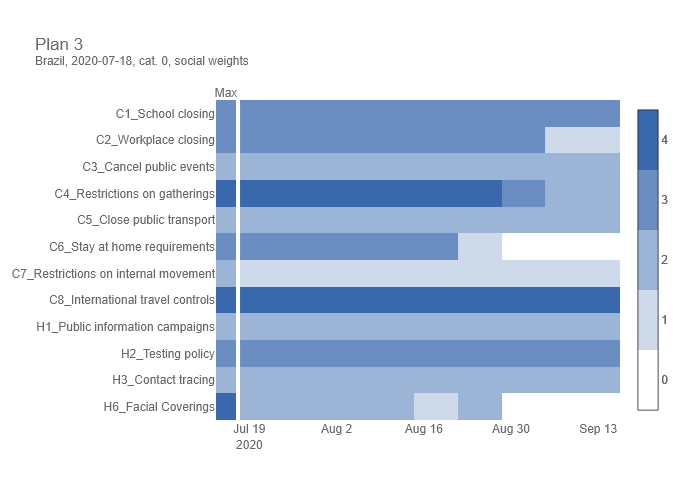 Plan 3
Brazil, 2020-07-18, cat. 0, social weights
Max
C1_School closing
C2_Workplace closing
C3_Cancel public events
C4_Restrictions on gatherings
C5_Close public transport
C6_Stay at home requirements
C7_Restrictions on internal movement
C8_International travel controls
H1_Public information campaigns
H2_Testing policy
H3_Contact tracing
H6_Facial Coverings
Jul 19 Aug 2 Aug 16 Aug 30 Sep 13
2020
4
3
2
1
0